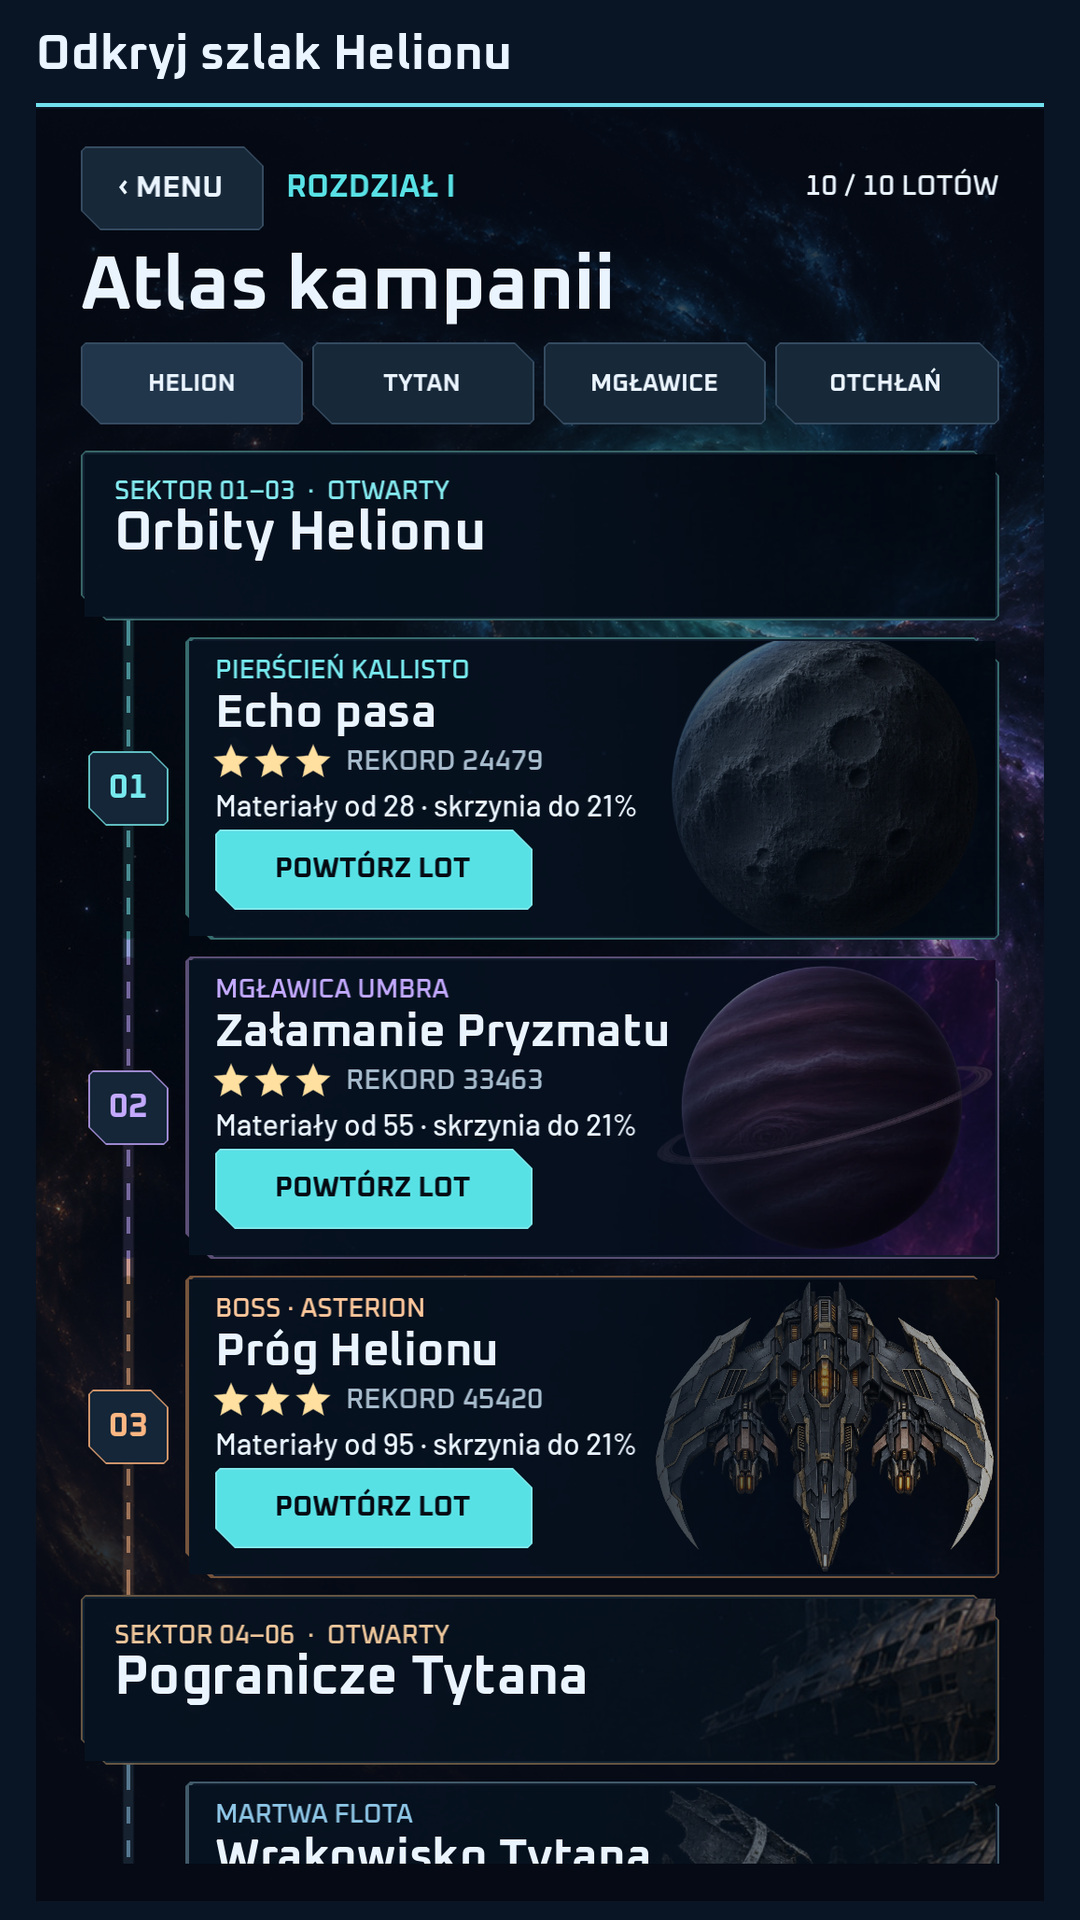 Odkryj szlak Helionu
‹ MENU
ROZDZIAŁ I
10 / 10 LOTÓW
Atlas kampanii
HELION
TYTAN
MGŁAWICE
OTCHŁAŃ
SEKTOR 01–03 · OTWARTY
Orbity Helionu
PIERŚCIEŃ KALLISTO
Echo pasa
REKORD 24479
01
Materiały od 28 · skrzynia do 21%
POWTÓRZ LOT
MGŁAWICA UMBRA
Załamanie Pryzmatu
REKORD 33463
02
Materiały od 55 · skrzynia do 21%
POWTÓRZ LOT
BOSS · ASTERION
Próg Helionu
REKORD 45420
03
Materiały od 95 · skrzynia do 21%
POWTÓRZ LOT
SEKTOR 04–06 · OTWARTY
Pogranicze Tytana
MARTWA FLOTA
Wrakowisko Tytana